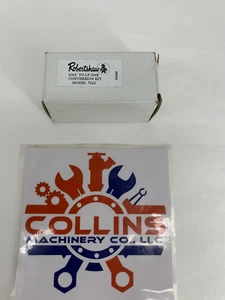 Robertshaw
NAT. TO LP GAS
CONVERSION KIT
MODEL 7000
COLLINS
MACHINERY CO., LLC